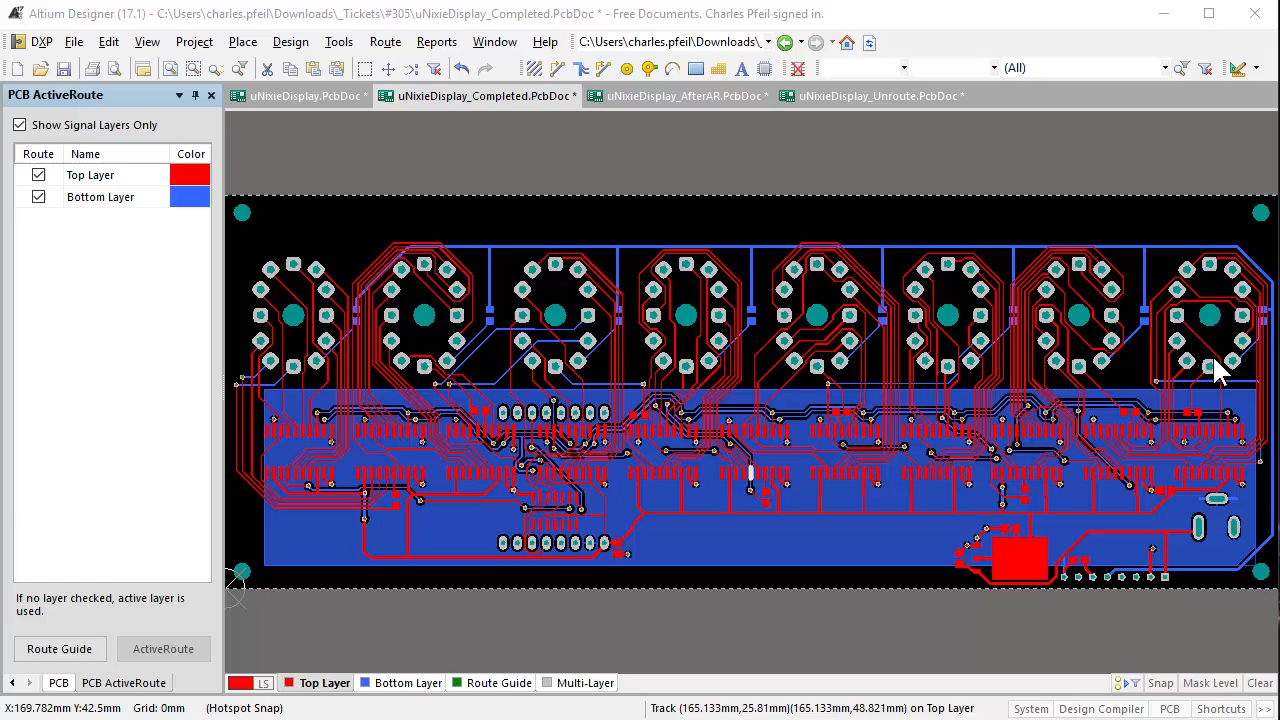 Altium Designer (17.1) - C:\Users\charles.pfeil\Downloads\_Tickets\#305\uNixieDisplay_Completed.PcbDoc * - Free Documents. Charles Pfeil signed in.
DXP File Edit View Project Place Design Tools Route Reports Window Help C:\Users\charles.pfeil\Downloads\_
(All)
PCB ActiveRoute
uNixieDisplay.PcbDoc * uNixieDisplay_Completed.PcbDoc * uNixieDisplay_AfterAR.PcbDoc * uNixieDisplay_Unroute.PcbDoc *
Show Signal Layers Only
Route Name Color
Top Layer
Bottom Layer
If no layer checked, active layer is
used.
Route Guide ActiveRoute
PCB PCB ActiveRoute
LS Top Layer Bottom Layer Route Guide Multi-Layer Snap Mask Level Clear
X:169.782mm Y:42.5mm Grid: 0mm (Hotspot Snap) Track (165.133mm,25.81mm)(165.133mm,48.821mm) on Top Layer System Design Compiler PCB Shortcuts >>